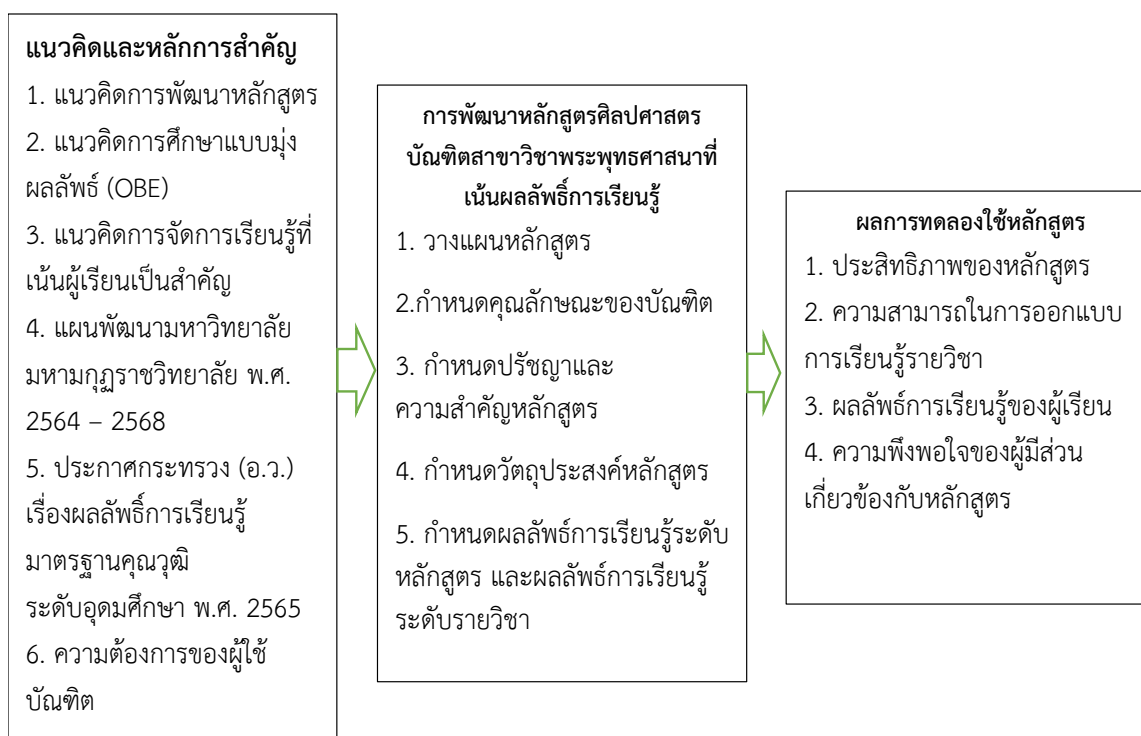 แนวคิดและหลักการสำคัญ
1. แนวคิดการพัฒนาหลักสูตร
2. แนวคิดการศึกษาแบบมุ่ง
ผลลัพธ์ (OBE)
3. แนวคิดการจัดการเรียนรู้ที่
เน้นผู้เรียนเป็นสำคัญ
4. แผนพัฒนามหาวิทยาลัย
มหามกุฏราชวิทยาลัย พ.ศ.
2564 – 2568
5. ประกาศกระทรวง (อ.ว.)
เรื่องผลลัพธิ์การเรียนรู้
มาตรฐานคุณวุฒิ
ระดับอุดมศึกษา พ.ศ. 2565
6. ความต้องการของผู้ใช้
บัณฑิต
การพัฒนาหลักสูตรศิลปศาสตร
บัณฑิตสาขาวิชาพระพุทธศาสนาที่
เน้นผลลัพธิ์การเรียนรู้
1. วางแผนหลักสูตร
2.กำหนดคุณลักษณะของบัณฑิต
3. กำหนดปรัชญาและ
ความสำคัญหลักสูตร
4. กำหนดวัตถุประสงค์หลักสูตร
5. กำหนดผลลัพธ์การเรียนรู้ระดับ
หลักสูตร และผลลัพธ์การเรียนรู้
ระดับรายวิชา
ผลการทดลองใช้หลักสูตร
1. ประสิทธิภาพของหลักสูตร
2. ความสามารถในการออกแบบ
การเรียนรู้รายวิชา
3. ผลลัพธ์การเรียนรู้ของผู้เรียน
4. ความพึงพอใจของผู้มีส่วน
เกี่ยวข้องกับหลักสูตร